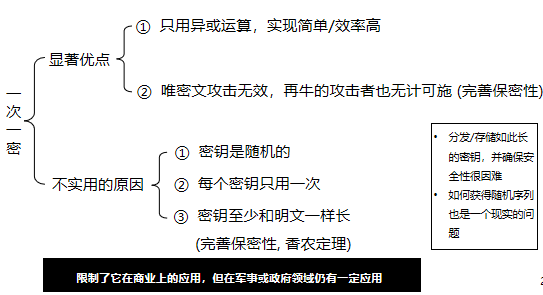 一次一密
显著优点
① 只用异或运算，实现简单/效率高
② 唯密文攻击无效，再牛的攻击者也无计可施 (完善保密性)
不实用的原因
① 密钥是随机的
② 每个密钥只用一次
③ 密钥至少和明文一样长
(完善保密性, 香农定理)
• 分发/存储如此长
的密钥，并确保安
全性很困难
• 如何获得随机序列
也是一个现实的问
题
限制了它在商业上的应用，但在军事或政府领域仍有一定应用